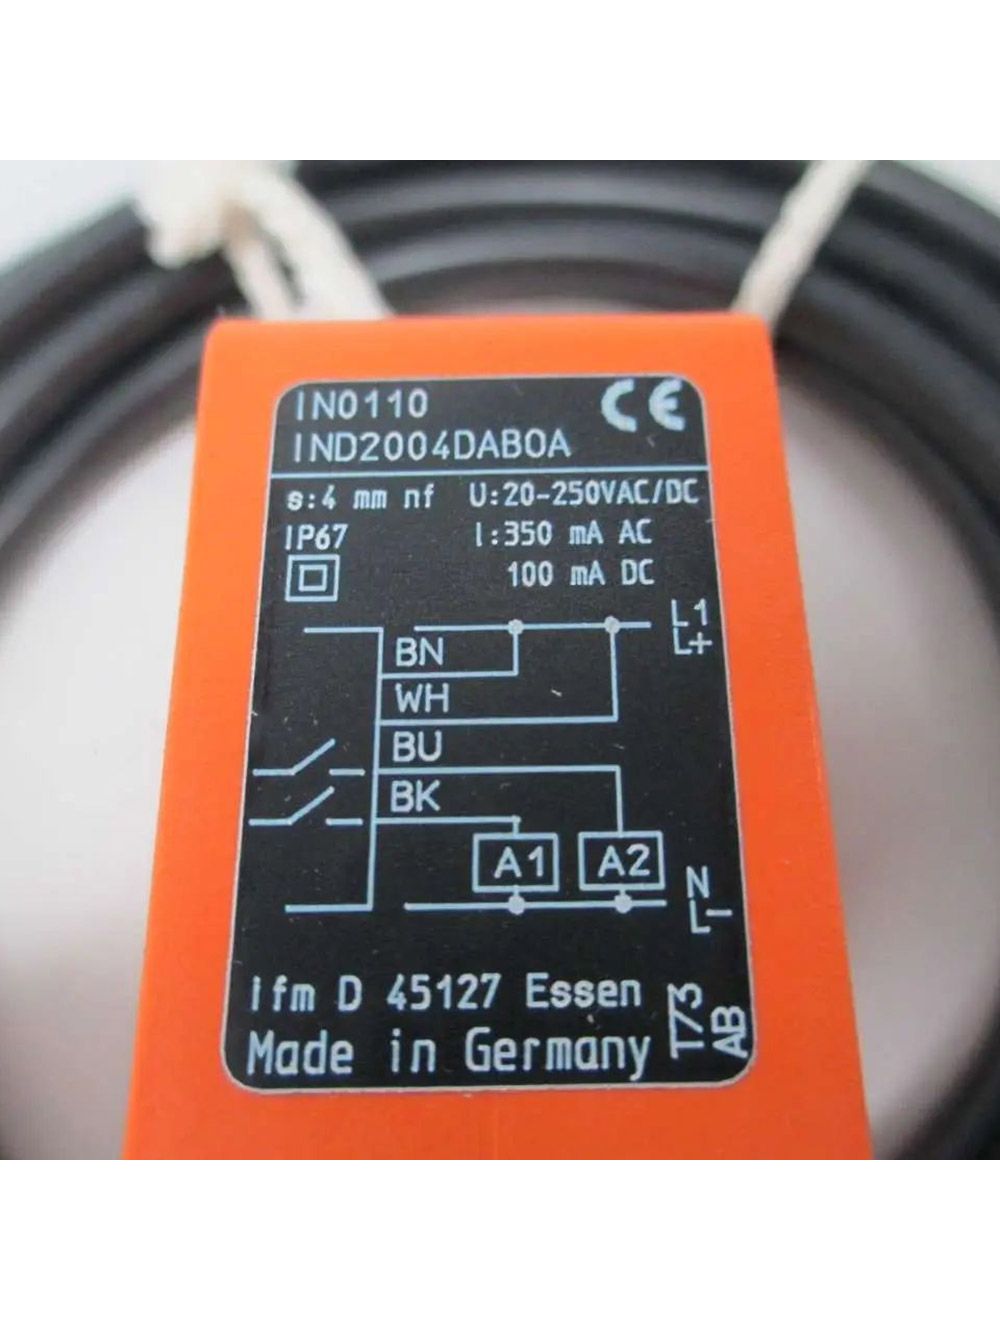 IN0110 CE
IND2004DABOA
s:4 mm nf U:20-250VAC/DC
IP67 I:350 mA AC
100 mA DC
L1
L+
BN
WH
BU
BK
A1 A2
N
L-
ifm D 45127 Essen
Made in Germany
T73
AB